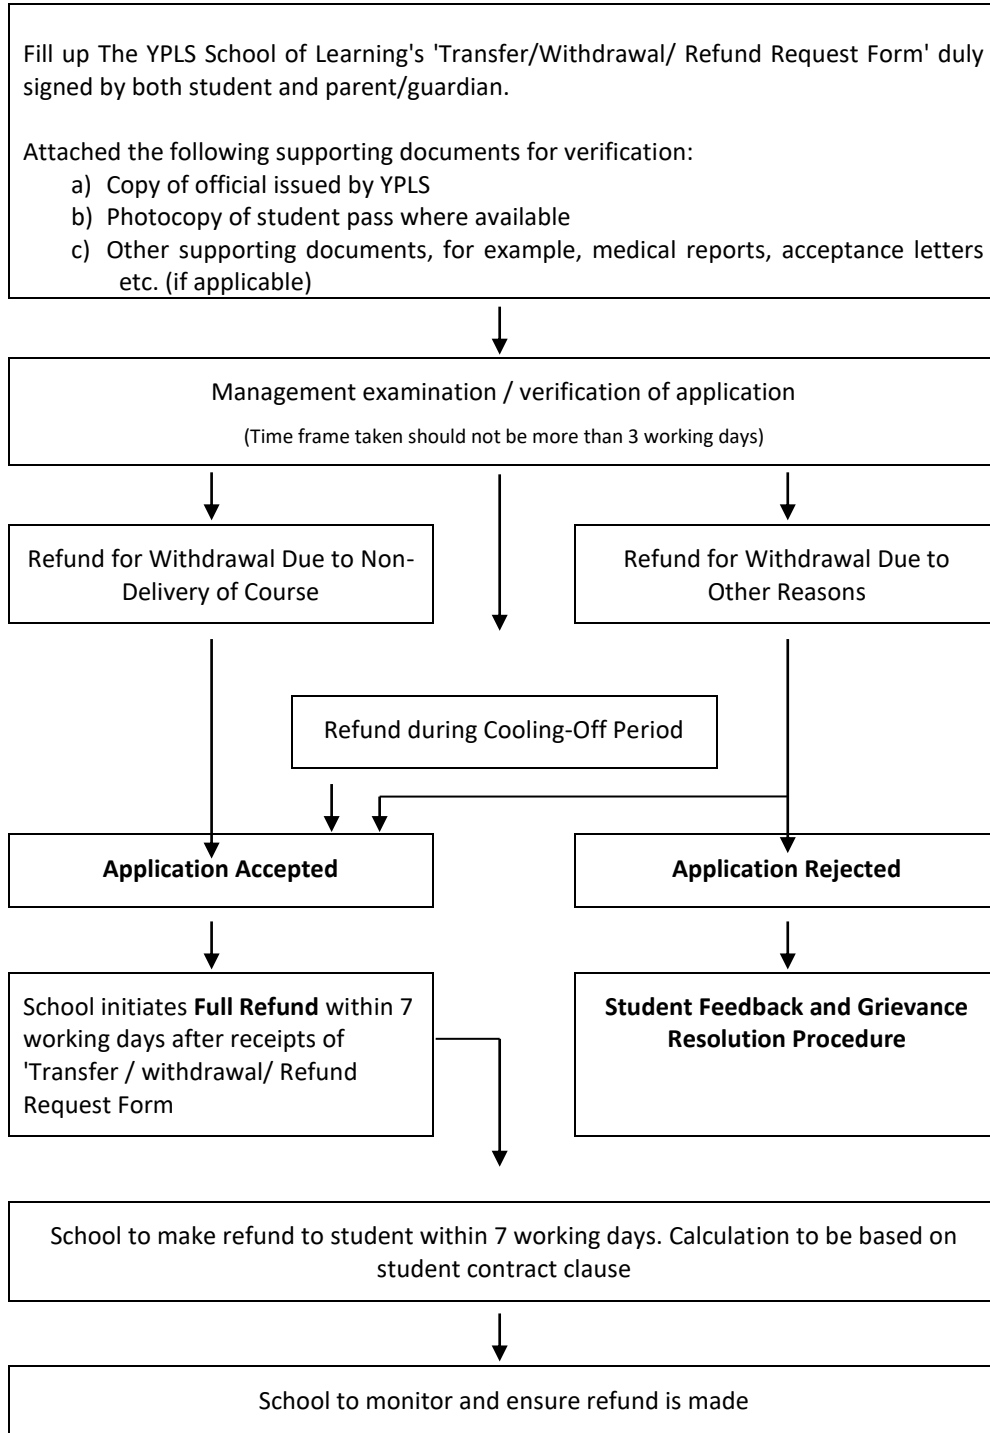 Fill up The YPLS School of Learning's 'Transfer/Withdrawal/ Refund Request Form' duly
signed by both student and parent/guardian.
Attached the following supporting documents for verification:
a) Copy of official issued by YPLS
b) Photocopy of student pass where available
c) Other supporting documents, for example, medical reports, acceptance letters
etc. (if applicable)
Management examination / verification of application
(Time frame taken should not be more than 3 working days)
Refund for Withdrawal Due to Non-
Delivery of Course
Refund for Withdrawal Due to
Other Reasons
Refund during Cooling-Off Period
Application Accepted
Application Rejected
School initiates Full Refund within 7
working days after receipts of
'Transfer / withdrawal/ Refund
Request Form
Student Feedback and Grievance
Resolution Procedure
School to make refund to student within 7 working days. Calculation to be based on
student contract clause
School to monitor and ensure refund is made